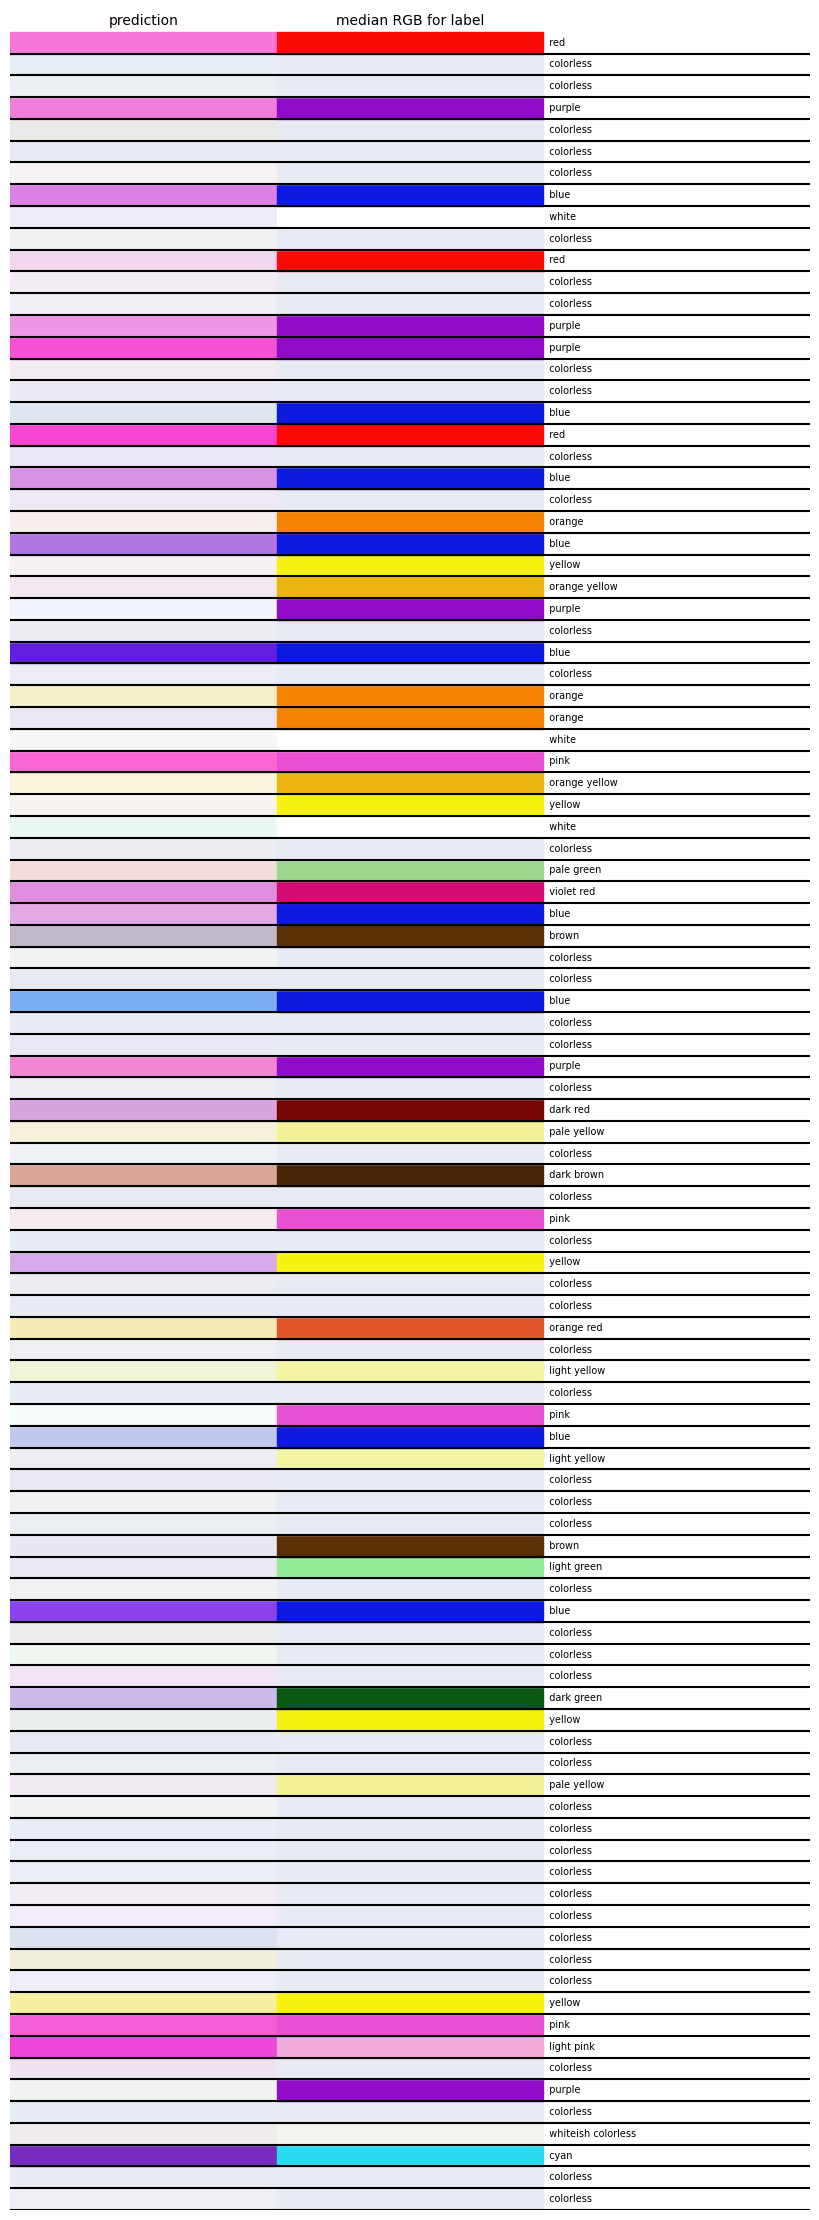 prediction
median RGB for label
red
colorless
colorless
purple
colorless
colorless
colorless
blue
white
colorless
red
colorless
colorless
purple
purple
colorless
colorless
blue
red
colorless
blue
colorless
orange
blue
yellow
orange yellow
purple
colorless
blue
colorless
orange
orange
white
pink
orange yellow
yellow
white
colorless
pale green
violet red
blue
brown
colorless
colorless
blue
colorless
colorless
purple
colorless
dark red
pale yellow
colorless
dark brown
colorless
pink
colorless
yellow
colorless
colorless
orange red
colorless
light yellow
colorless
pink
blue
light yellow
colorless
colorless
colorless
brown
light green
colorless
blue
colorless
colorless
colorless
dark green
yellow
colorless
colorless
pale yellow
colorless
colorless
colorless
colorless
colorless
colorless
colorless
colorless
colorless
yellow
pink
light pink
colorless
purple
colorless
whiteish colorless
cyan
colorless
colorless